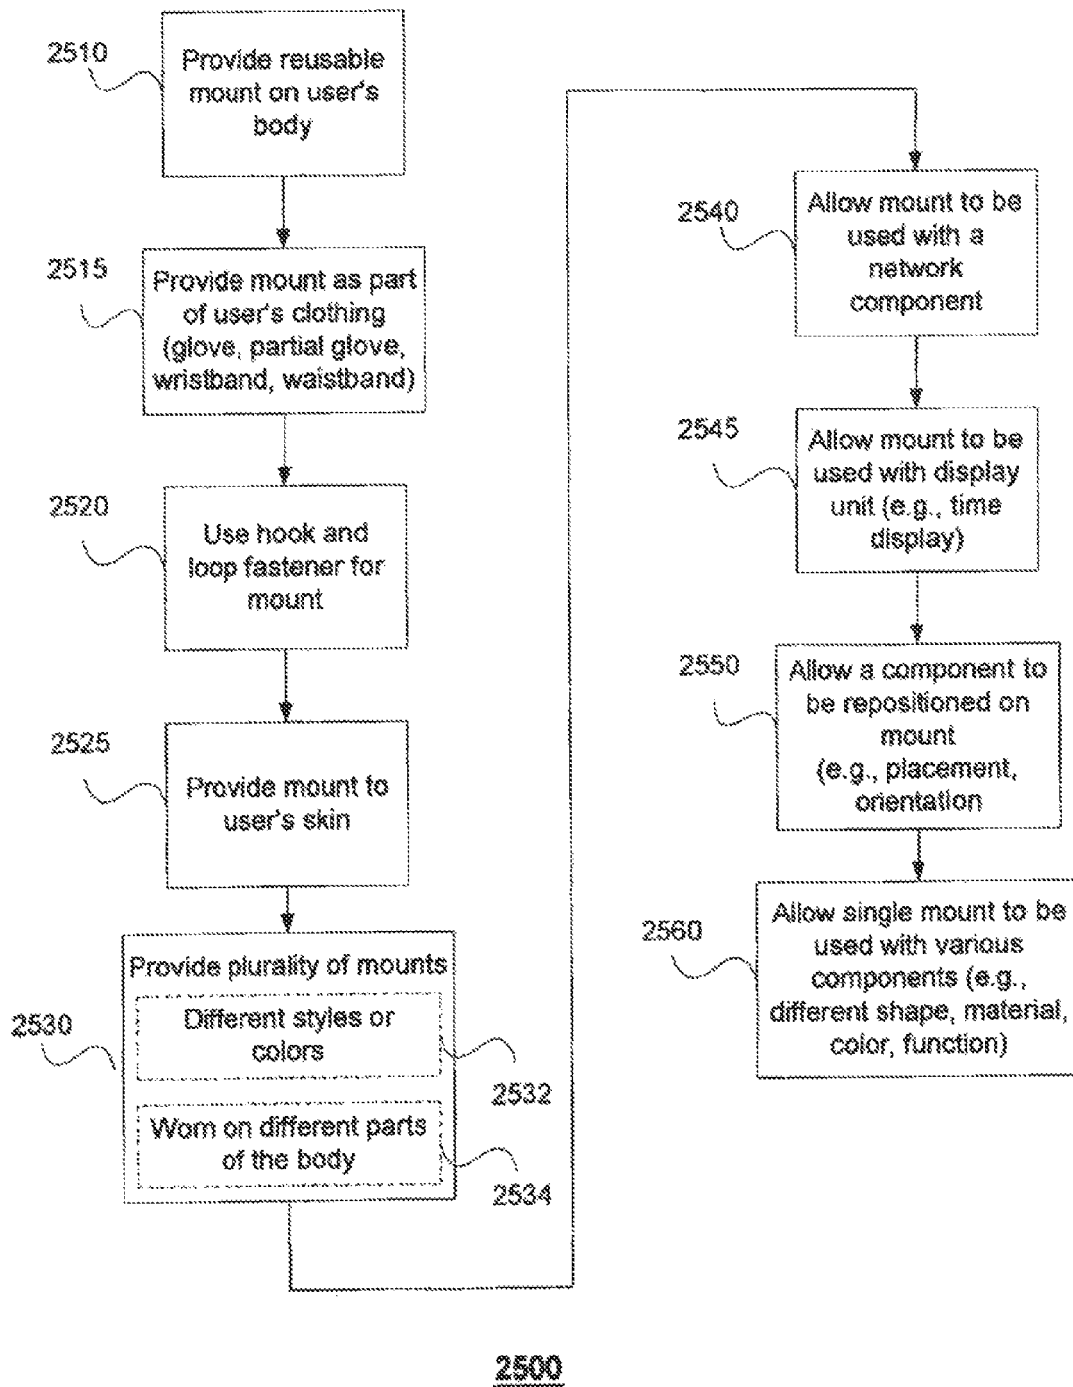 2510
Provide reusable
mount on user's
body
2515
Provide mount as part
of user's clothing
(glove, partial glove,
wristband, waistband)
2520
Use hook and
loop fastener for
mount
2525
Provide mount to
user's skin
2530
Provide plurality of mounts
Different styles or
colors
2532
Worn on different parts
of the body
2534
2540
Allow mount to be
used with a
network
component
2545
Allow mount to be
used with display
unit (e.g., time
display)
2550
Allow a component to
be repositioned on
mount
(e.g., placement,
orientation
2560
Allow single mount to be
used with various
components (e.g.,
different shape, material,
color, function)
2500